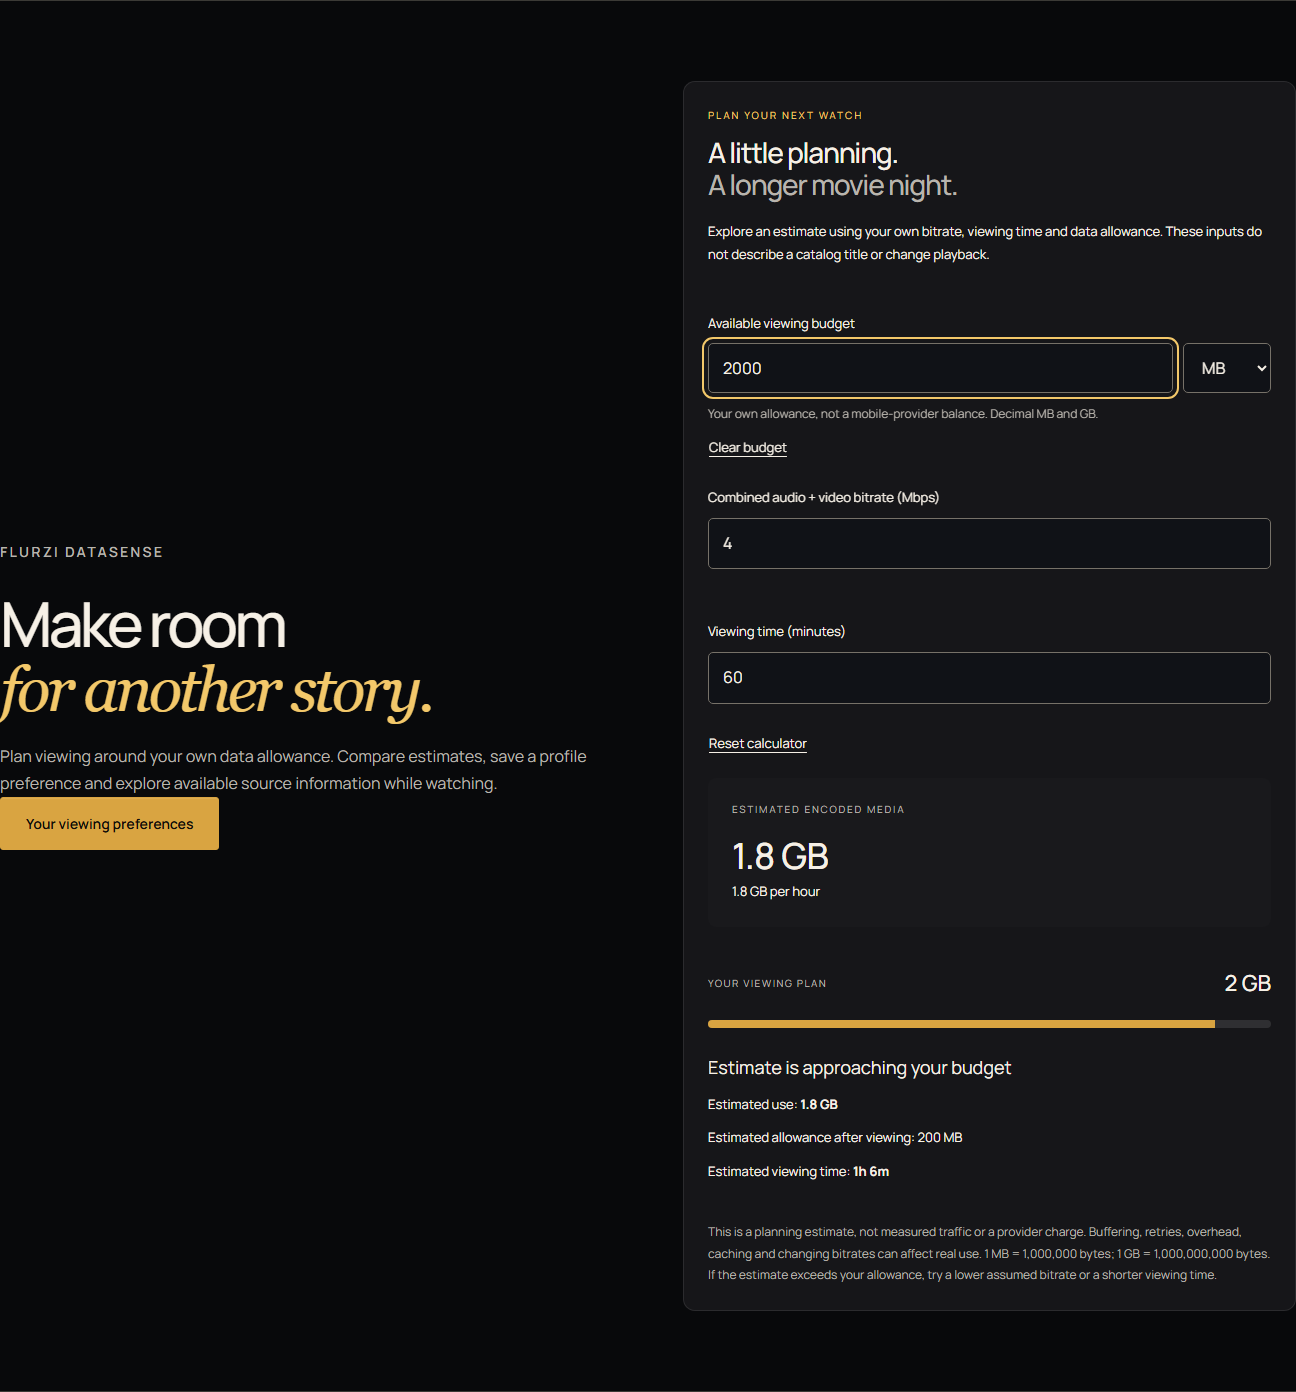 FLURZI DATASENSE
Make room
for another story.
Plan viewing around your own data allowance. Compare estimates, save a profile
preference and explore available source information while watching.
Your viewing preferences
PLAN YOUR NEXT WATCH
A little planning.
A longer movie night.
Explore an estimate using your own bitrate, viewing time and data allowance. These inputs do
not describe a catalog title or change playback.
Available viewing budget
2000
MB
Your own allowance, not a mobile-provider balance. Decimal MB and GB.
Clear budget
Combined audio + video bitrate (Mbps)
4
Viewing time (minutes)
60
Reset calculator
ESTIMATED ENCODED MEDIA
1.8 GB
1.8 GB per hour
YOUR VIEWING PLAN
2 GB
Estimate is approaching your budget
Estimated use: 1.8 GB
Estimated allowance after viewing: 200 MB
Estimated viewing time: 1h 6m
This is a planning estimate, not measured traffic or a provider charge. Buffering, retries, overhead,
caching and changing bitrates can affect real use. 1 MB = 1,000,000 bytes; 1 GB = 1,000,000,000 bytes.
If the estimate exceeds your allowance, try a lower assumed bitrate or a shorter viewing time.